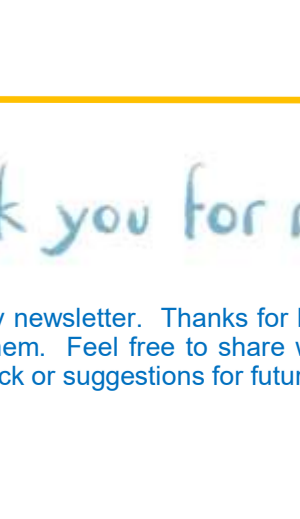 k you for
y newsletter. Thanks for
hem. Feel free to share
ck or suggestions for futur